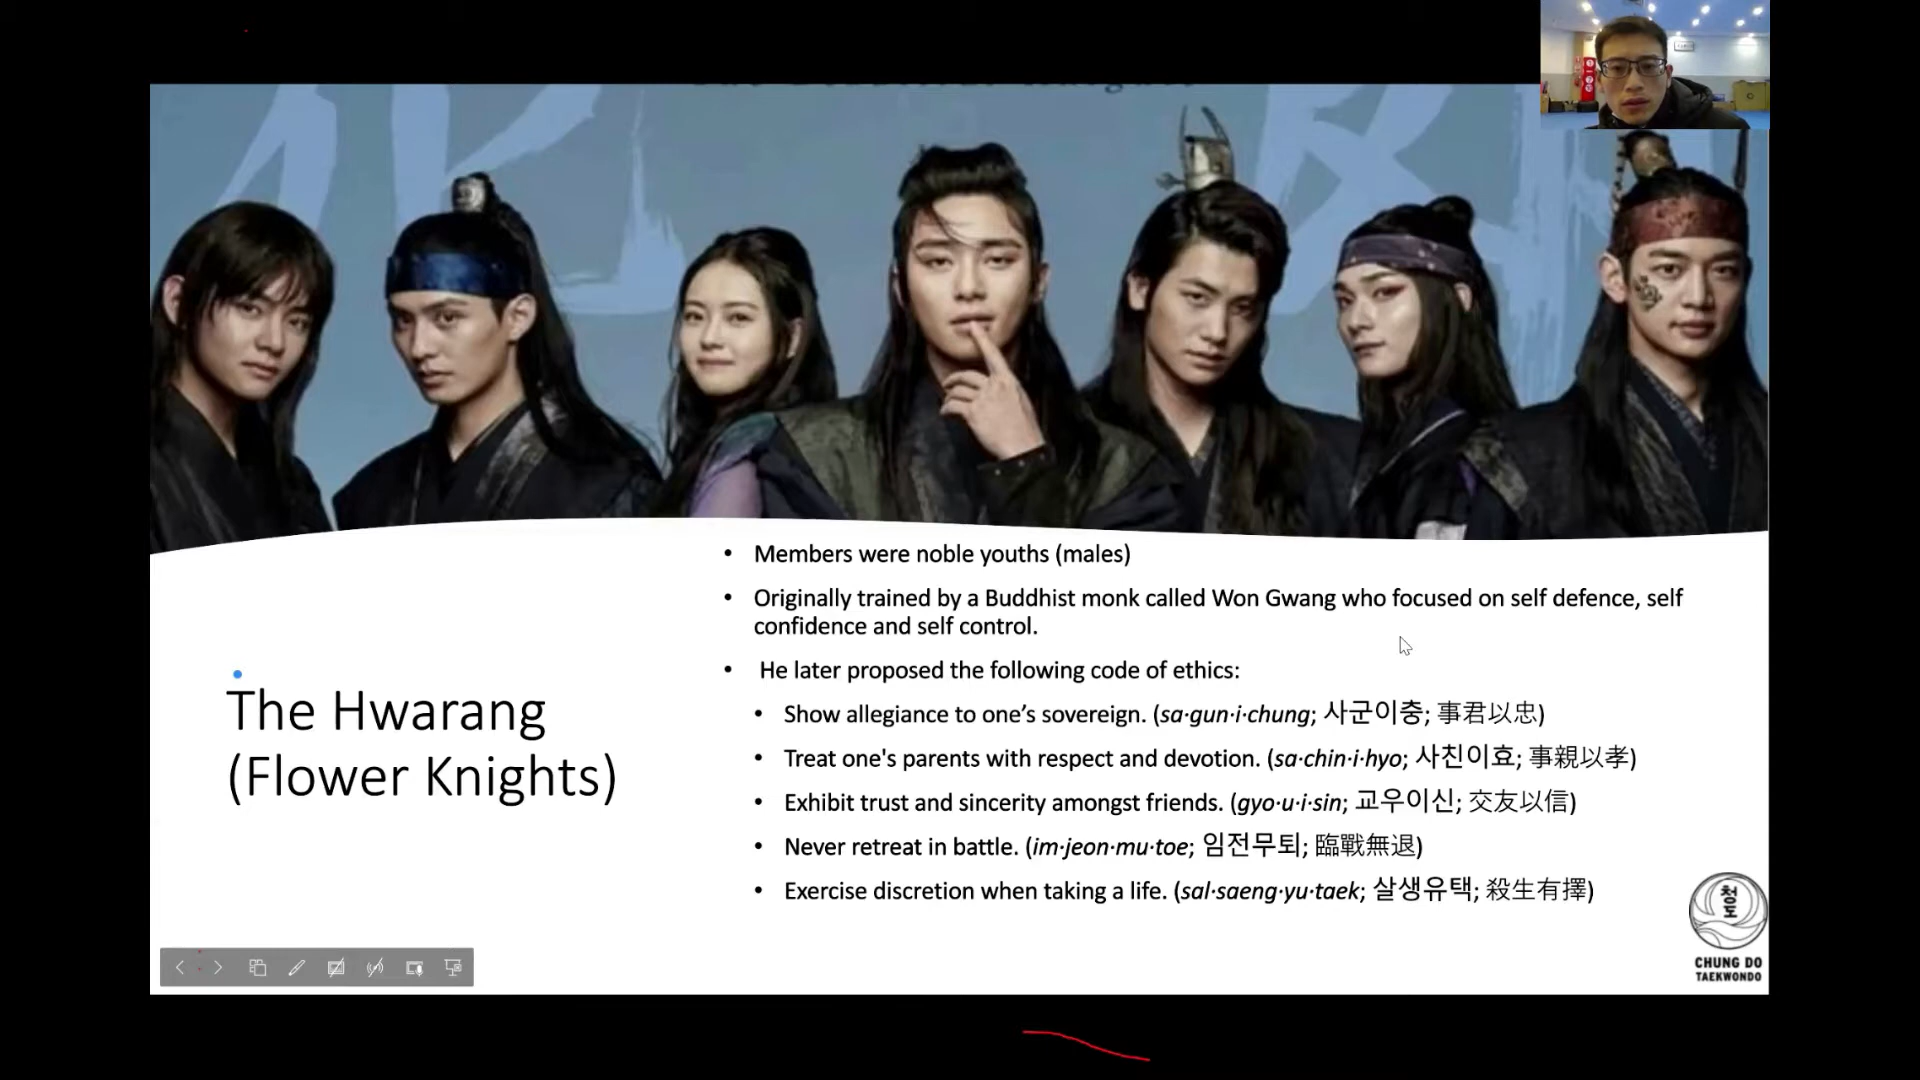 The Hwarang
(Flower Knights)
• Members were noble youths (males)
• Originally trained by a Buddhist monk called Won Gwang who focused on self defence, self
confidence and self control.
• He later proposed the following code of ethics:
• Show allegiance to one’s sovereign. (sa·gun·i·chung; 사군이충; 事君以忠)
• Treat one's parents with respect and devotion. (sa·chin·i·hyo; 사친이효; 事親以孝)
• Exhibit trust and sincerity amongst friends. (gyo·u·i·sin; 교우이신; 交友以信)
• Never retreat in battle. (im·jeon·mu·toe; 임전무퇴; 臨戰無退)
• Exercise discretion when taking a life. (sal·saeng·yu·taek; 살생유택; 殺生有擇)
청도
CHUNG DO
TAEKWONDO